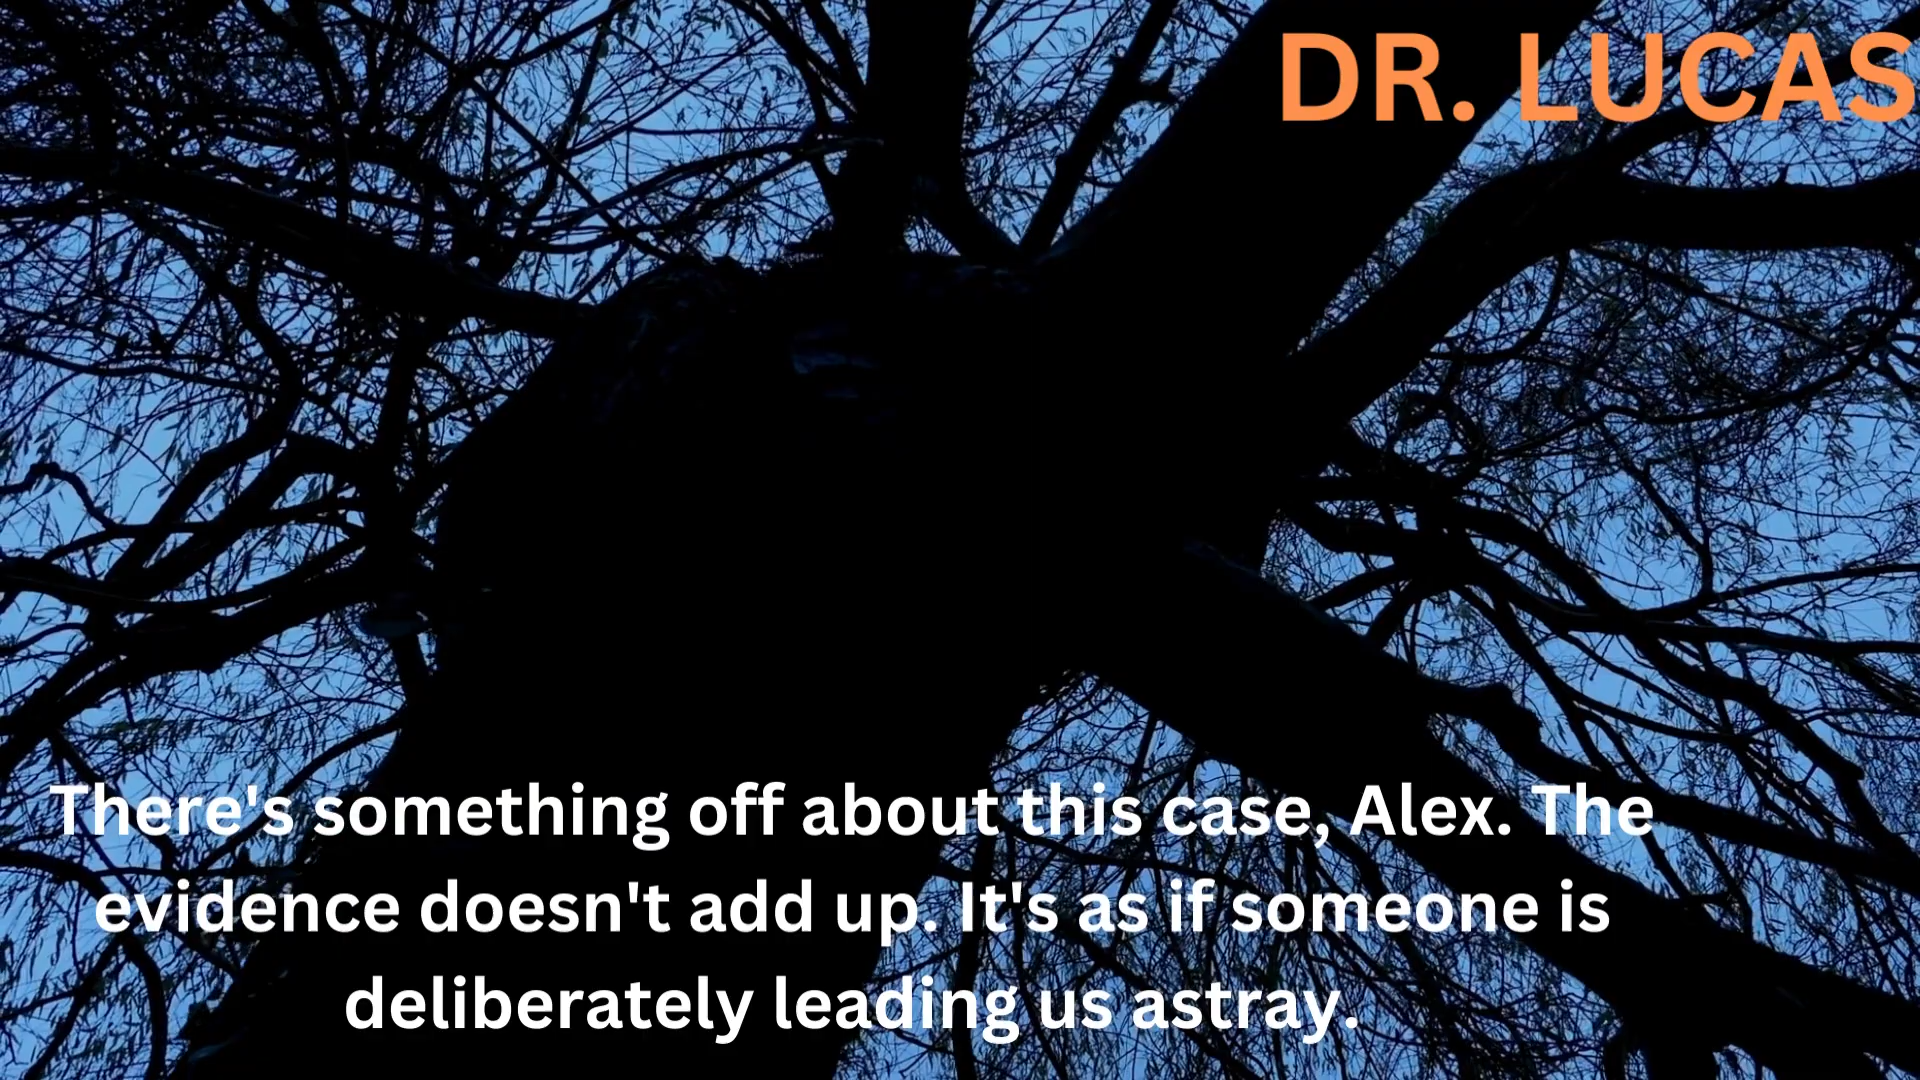 DR. LUCAS
There's something off about this case, Alex. The
evidence doesn't add up. It's as if someone is
deliberately leading us astray.